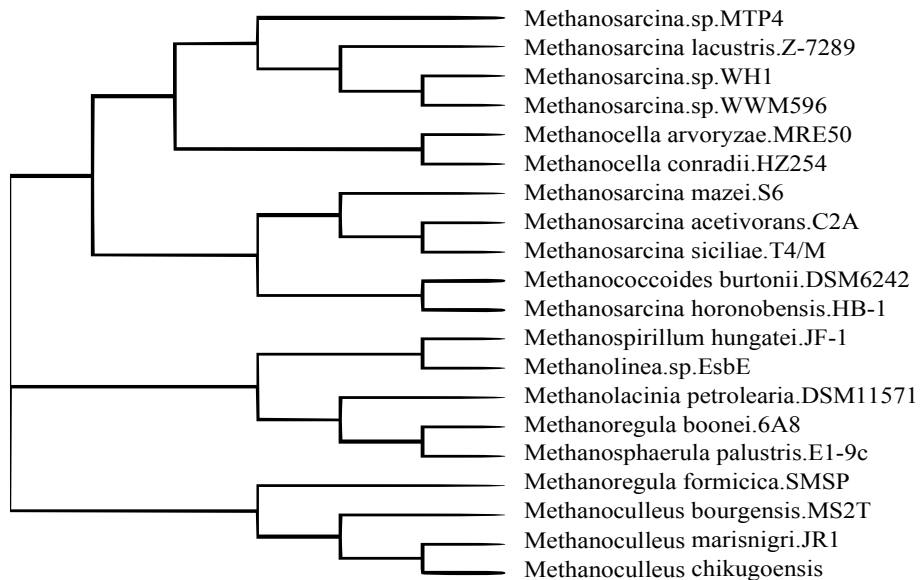 Methanosarcina.sp.MTP4
Methanosarcina lacustris.Z-7289
Methanosarcina.sp.WH1
Methanosarcina.sp.WWM596
Methanocella arvoryzae.MRE50
Methanocella conradii.HZ254
Methanosarcina mazei.S6
Methanosarcina acetivorans.C2A
Methanosarcina siciliae.T4/M
Methanococcoides burtonii.DSM6242
Methanosarcina horonobensis.HB-1
Methanospirillum hungatei.JF-1
Methanolinea.sp.EsbE
Methanolacinia petrolearia.DSM11571
Methanoregula boonei.6A8
Methanosphaerula palustris.E1-9c
Methanoregula formicica.SMSP
Methanoculleus bourgensis.MS2T
Methanoculleus marisnigri.JR1
Methanoculleus chikugoensis